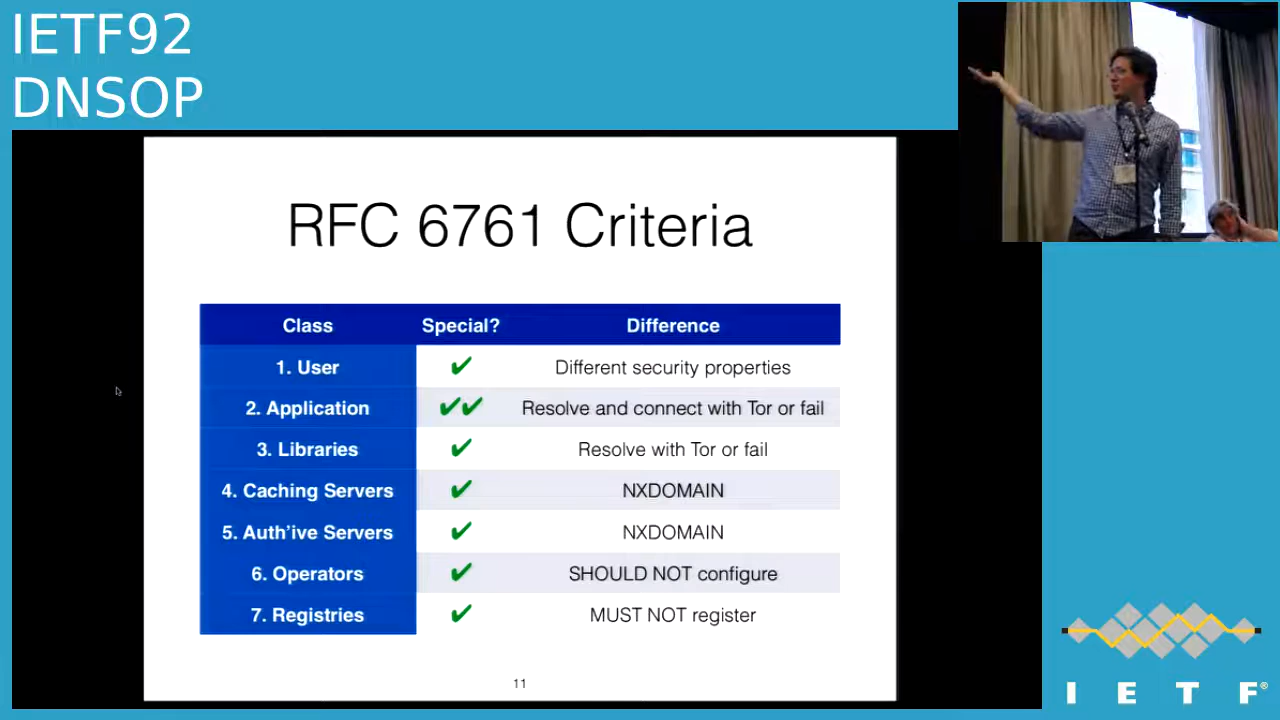 IETF92
DNSOP
RFC 6761 Criteria
Class Special? Difference
1. User ✔ Different security properties
2. Application ✔✔ Resolve and connect with Tor or fail
3. Libraries ✔ Resolve with Tor or fail
4. Caching Servers ✔ NXDOMAIN
5. Auth'ive Servers ✔ NXDOMAIN
6. Operators ✔ SHOULD NOT configure
7. Registries ✔ MUST NOT register
11
I E T F®